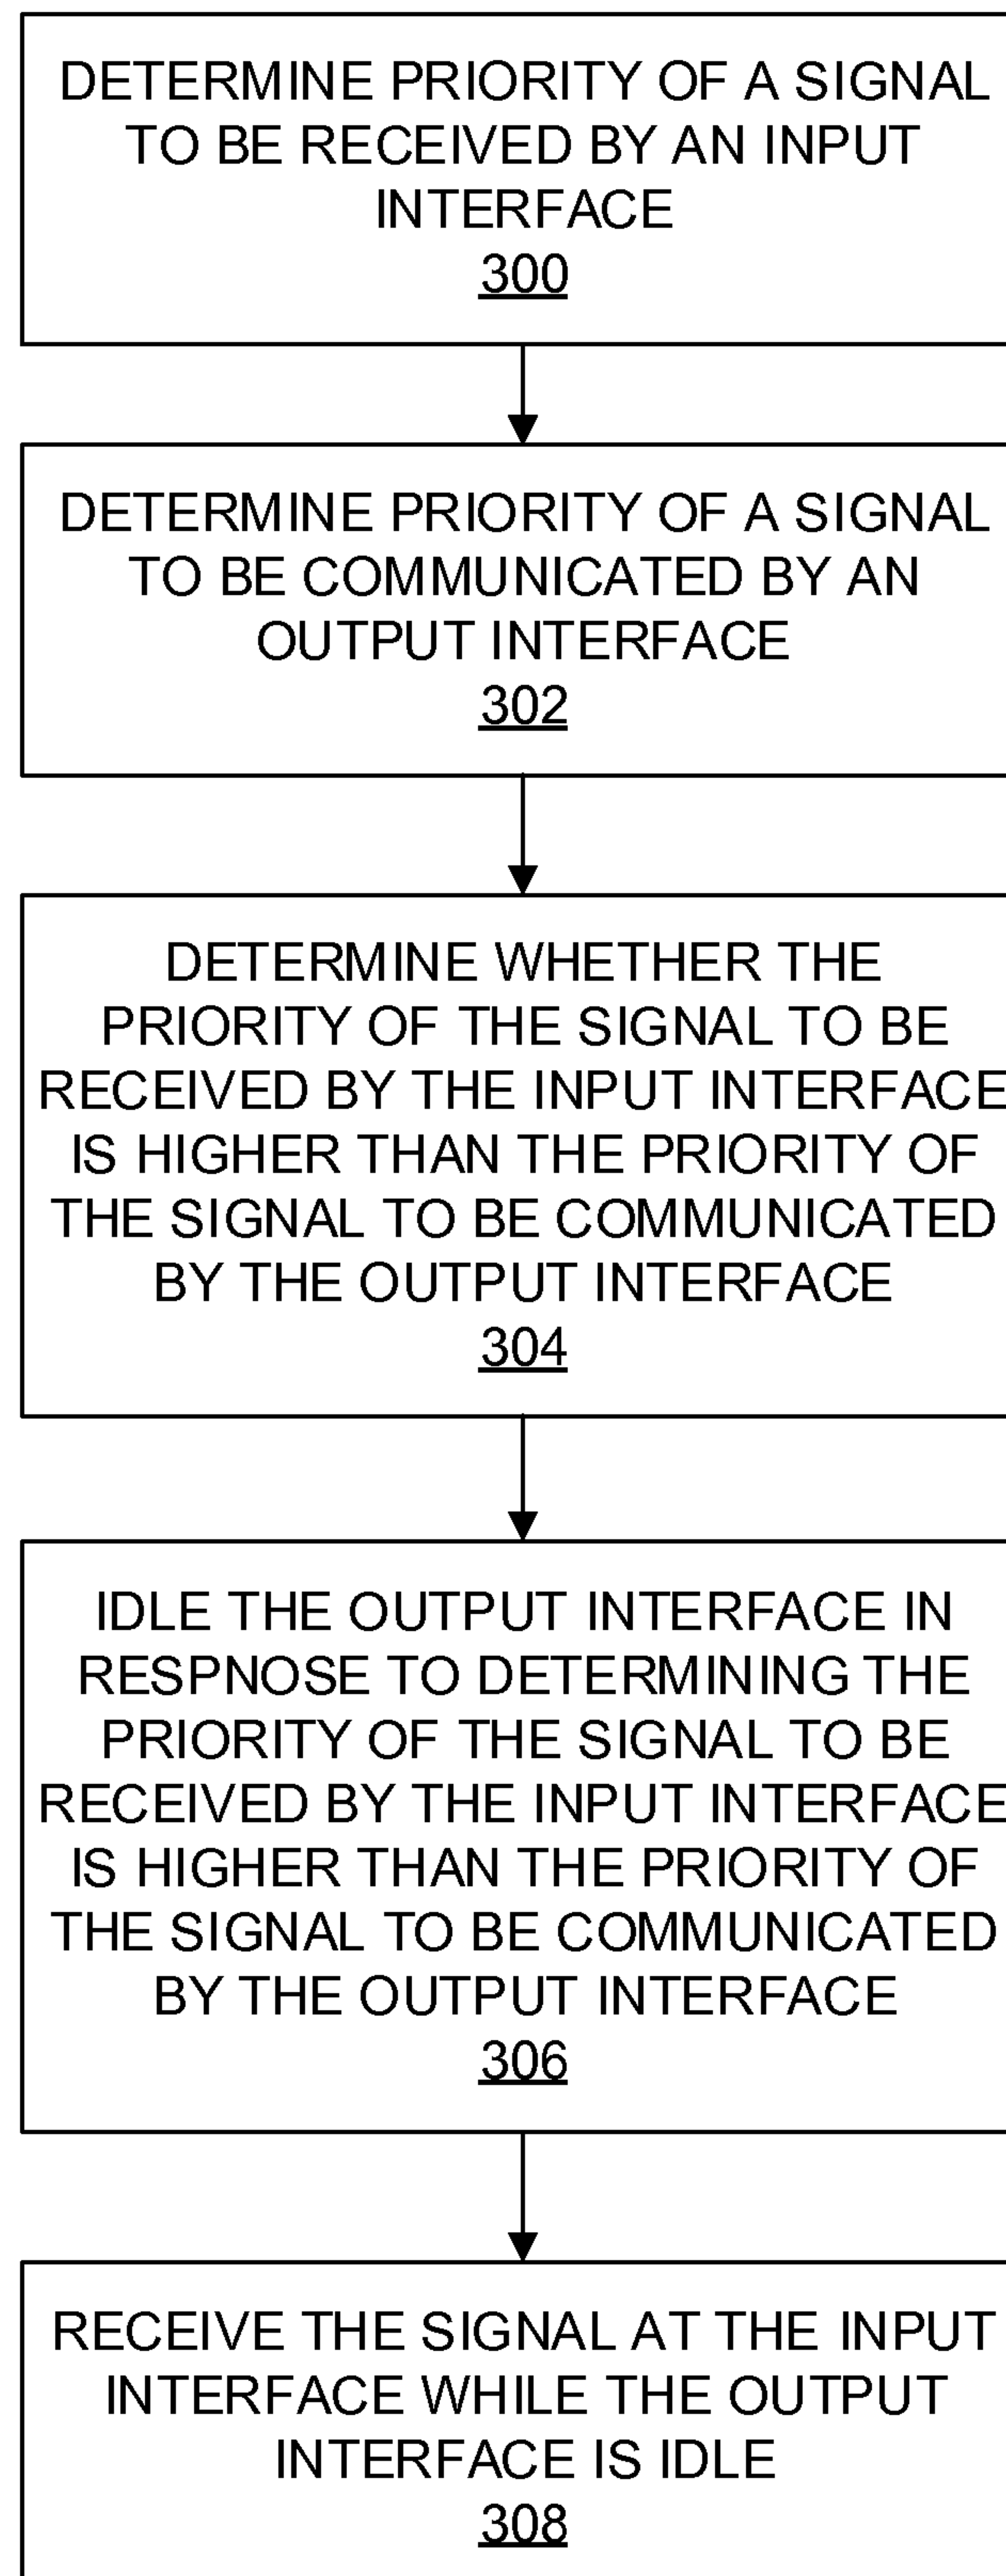 DETERMINE PRIORITY OF A SIGNAL
TO BE RECEIVED BY AN INPUT
INTERFACE
300
DETERMINE PRIORITY OF A SIGNAL
TO BE COMMUNICATED BY AN
OUTPUT INTERFACE
302
DETERMINE WHETHER THE
PRIORITY OF THE SIGNAL TO BE
RECEIVED BY THE INPUT INTERFACE
IS HIGHER THAN THE PRIORITY OF
THE SIGNAL TO BE COMMUNICATED
BY THE OUTPUT INTERFACE
304
IDLE THE OUTPUT INTERFACE IN
RESPNOSE TO DETERMINING THE
PRIORITY OF THE SIGNAL TO BE
RECEIVED BY THE INPUT INTERFACE
IS HIGHER THAN THE PRIORITY OF
THE SIGNAL TO BE COMMUNICATED
BY THE OUTPUT INTERFACE
306
RECEIVE THE SIGNAL AT THE INPUT
INTERFACE WHILE THE OUTPUT
INTERFACE IS IDLE
308